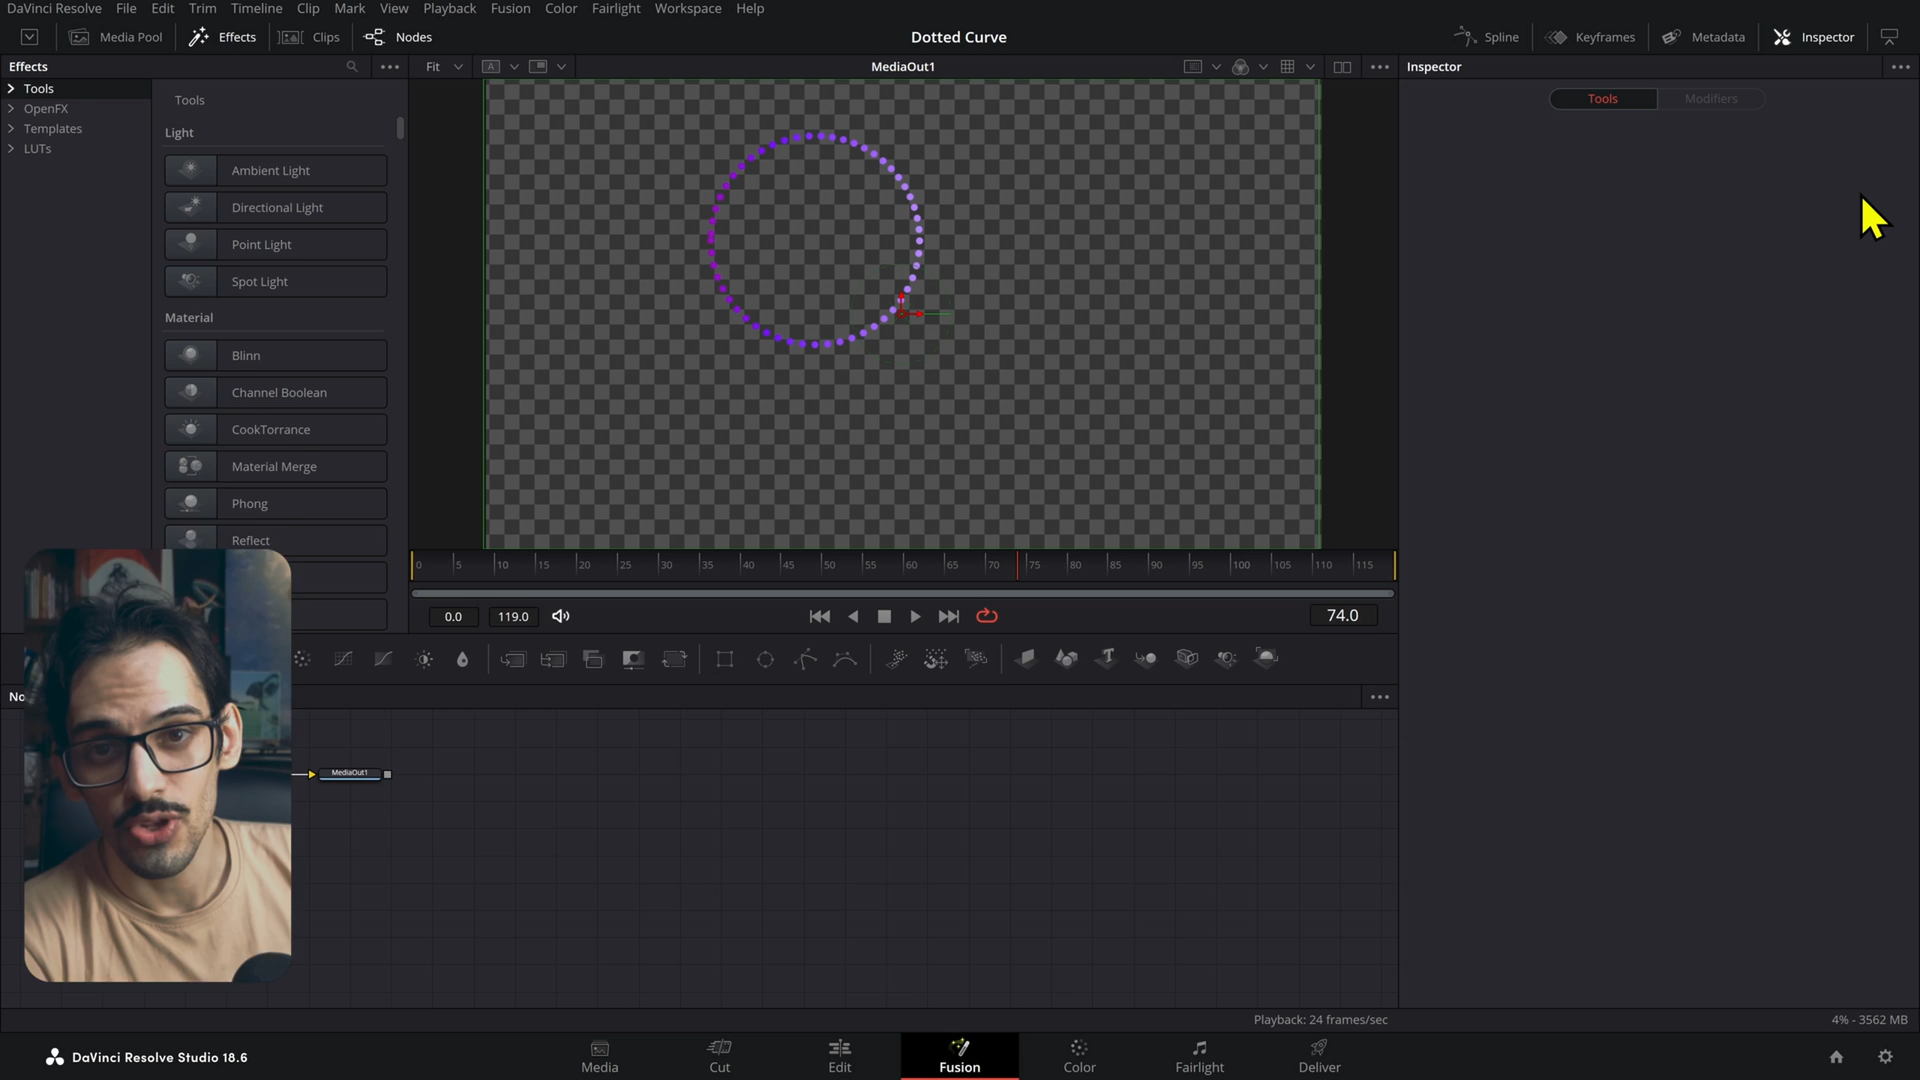 DaVinci Resolve File Edit Trim Timeline Clip Mark View Playback Fusion Color Fairlight Workspace Help
Media Pool Effects Clips Nodes Dotted Curve Spline Keyframes Metadata Inspector
Effects Fit A MediaOut1 Inspector
Tools
OpenFX
Templates
LUTs
Tools
Light
Ambient Light
Directional Light
Point Light
Spot Light
Material
Blinn
Channel Boolean
CookTorrance
Material Merge
Phong
Reflect
Tools Modifiers
0 5 10 15 20 25 30 35 40 45 50 55 60 65 70 75 80 85 90 95 100 105 110 115
0.0 119.0 74.0
MediaOut1
Playback: 24 frames/sec 4% - 3562 MB
DaVinci Resolve Studio 18.6
Media Cut Edit Fusion Color Fairlight Deliver